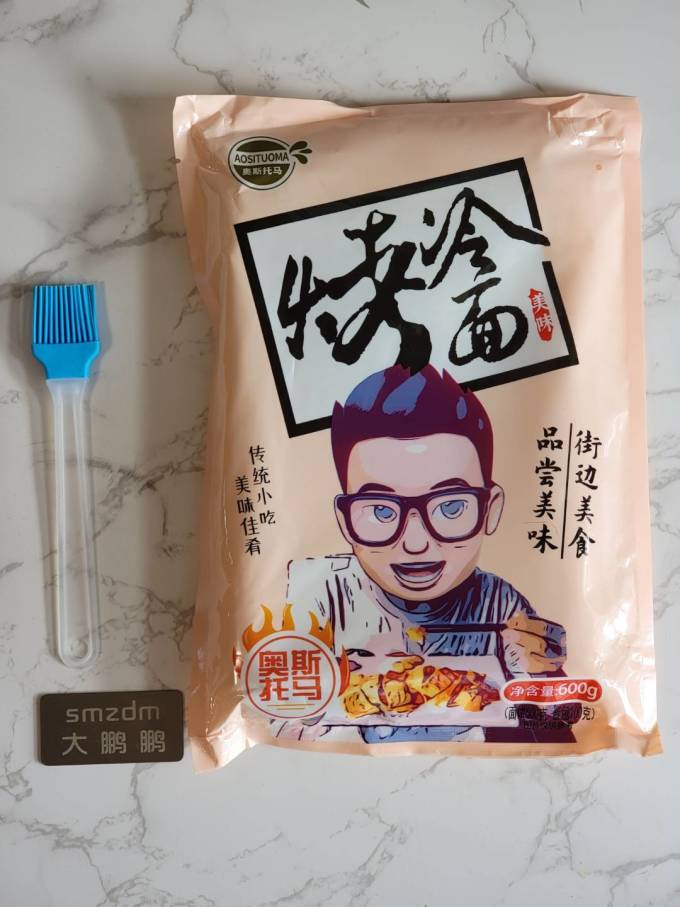 AOSITUOMA
奥斯托马
烤冷面
美味
街边美食
品尝美味
传统小吃
美味佳肴
奥斯
托马
净含量:600g
smzdm
大鹏鹏